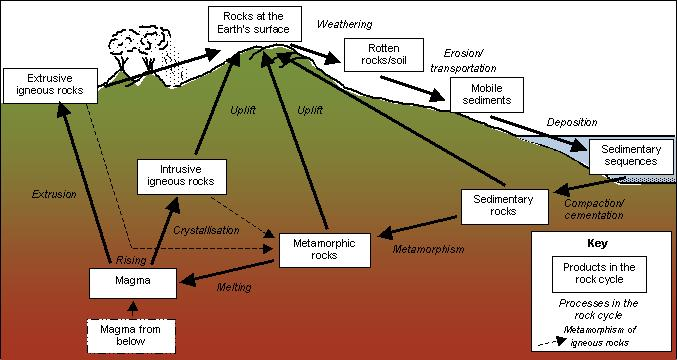 Rocks at the
Earth's surface
Weathering
Rotten
rocks/soil
Erosion/
transportation
Extrusive
igneous rocks
Mobile
sediments
Uplift
Uplift
Deposition
Sedimentary
sequences
Intrusive
igneous rocks
Extrusion
Sedimentary
rocks
Compaction/
cementation
Crystallisation
Metamorphic
rocks
Metamorphism
Rising
Magma
Melting
Magma from
below
Key
Products in the
rock cycle
Processes in the
rock cycle
Metamorphism of
igneous rocks